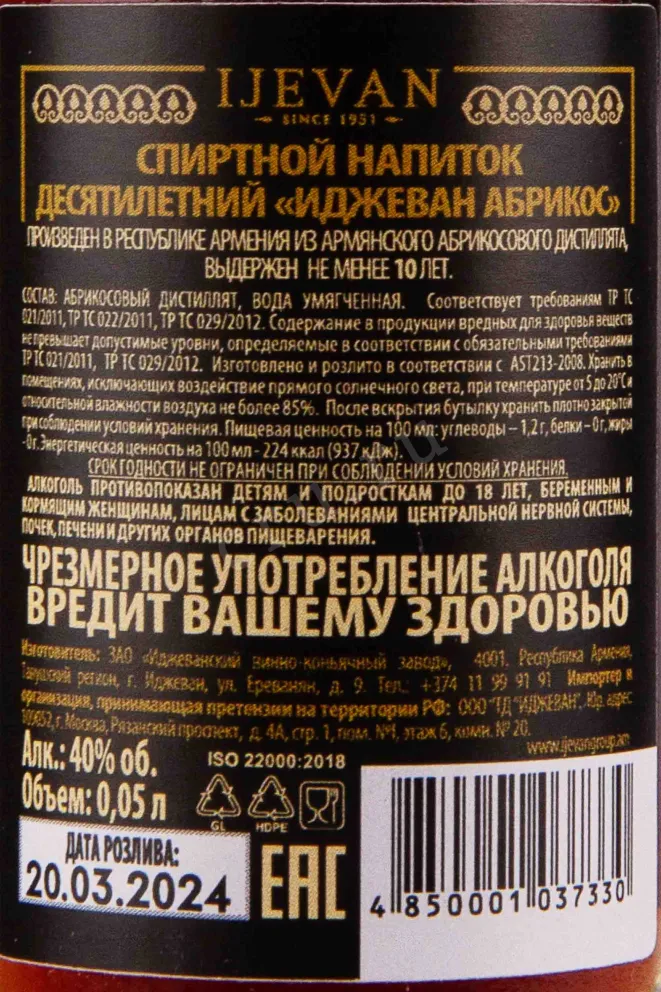 IJEVAN
SINCE 1951
СПИРТНОЙ НАПИТОК
ДЕСЯТИЛЕТНИЙ «ИДЖЕВАН АБРИКОС»
ПРОИЗВЕДЕН В РЕСПУБЛИКЕ АРМЕНИЯ ИЗ АРМЯНСКОГО АБРИКОСОВОГО ДИСТИЛЛЯТА,
ВЫДЕРЖЕН НЕ МЕНЕЕ 10 ЛЕТ.
СОСТАВ: АБРИКОСОВЫЙ ДИСТИЛЛЯТ, ВОДА УМЯГЧЕННАЯ. Соответствует требованиям ТР ТС
021/2011, ТР ТС 022/2011, ТР ТС 029/2012. Содержание в продукции вредных для здоровья веществ
не превышает допустимые уровни, определяемые в соответствии с обязательными требованиями
ТР ТС 021/2011, ТР ТС 029/2012. Изготовлено и розлито в соответствии с AST213-2008. Хранить в
помещениях, исключающих воздействие прямого солнечного света, при температуре от 5 до 20°С и
относительной влажности воздуха не более 85%. После вскрытия бутылку хранить плотно закрытой
при соблюдении условий хранения. Пищевая ценность на 100 мл: углеводы – 1,2 г, белки – 0г, жиры
- 0г. Энергетическая ценность на 100 мл - 224 ккал (937 кДж).
СРОК ГОДНОСТИ НЕ ОГРАНИЧЕН ПРИ СОБЛЮДЕНИИ УСЛОВИЙ ХРАНЕНИЯ.
АЛКОГОЛЬ ПРОТИВОПОКАЗАН ДЕТЯМ И ПОДРОСТКАМ ДО 18 ЛЕТ, БЕРЕМЕННЫМ И
КОРМЯЩИМ ЖЕНЩИНАМ, ЛИЦАМ С ЗАБОЛЕВАНИЯМИ ЦЕНТРАЛЬНОЙ НЕРВНОЙ СИСТЕМЫ,
ПОЧЕК, ПЕЧЕНИ И ДРУГИХ ОРГАНОВ ПИЩЕВАРЕНИЯ.
ЧРЕЗМЕРНОЕ УПОТРЕБЛЕНИЕ АЛКОГОЛЯ
ВРЕДИТ ВАШЕМУ ЗДОРОВЬЮ
Изготовитель: ЗАО «Иджеванский винно-коньячный завод», 4001, Республика Армения,
Тавушский регион, г. Иджеван, ул. Ереванян, д. 9. Тел.: +374 11 99 91 91 Импортер и
организация, принимающая претензии на территории РФ: ООО "ТД "ИДЖЕВАН". Юр. адрес:
109052, г. Москва, Рязанский проспект, д. 4А, стр. 1, пом. №1, этаж 6, комн. № 20.
www.ijevangroup.am
Алк.: 40% об.
ISO 22000:2018
Объем: 0,05 л
GL
HDPE
ДАТА РОЗЛИВА:
20.03.2024
EAC
4 850001 037330